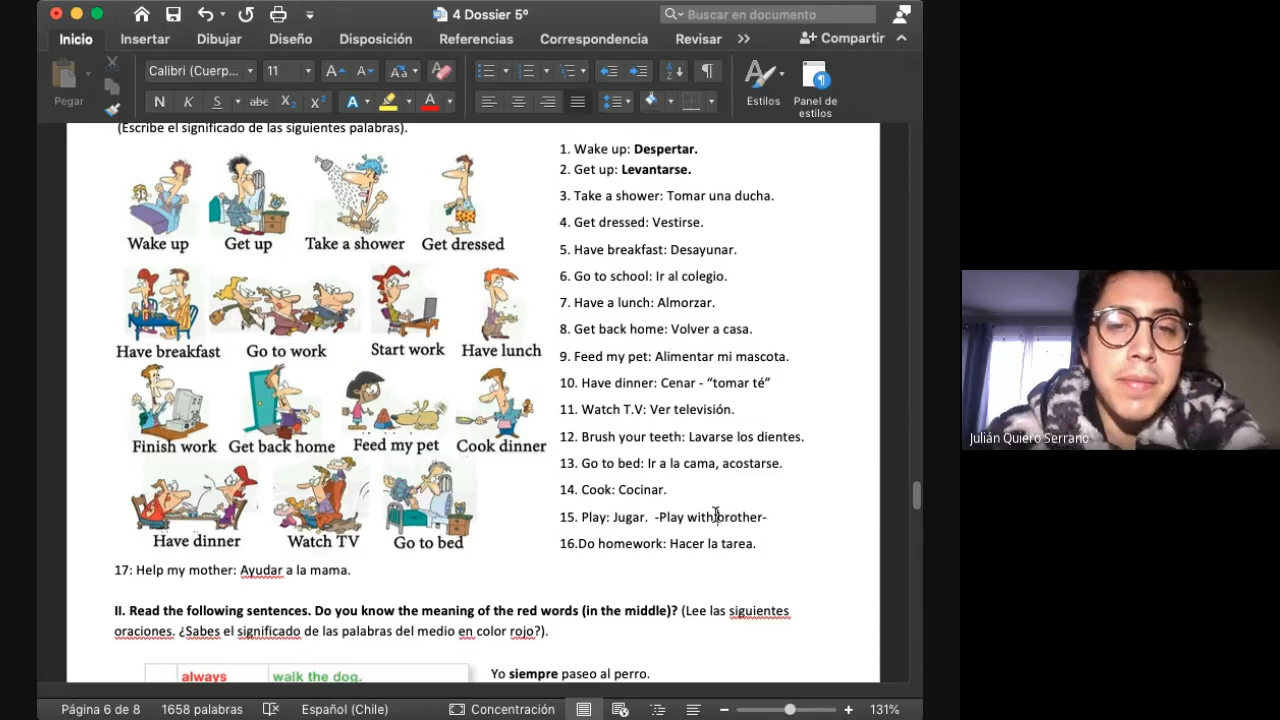 4 Dossier 5º
Buscar en documento
Inicio Insertar Dibujar Diseño Disposición Referencias Correspondencia Revisar Compartir
Pegar Calibri (Cuerp... 11 Estilos Panel de estilos
(Escribe el significado de las siguientes palabras).
Wake up Get up Take a shower Get dressed
Have breakfast Go to work Start work Have lunch
Finish work Get back home Feed my pet Cook dinner
Have dinner Watch TV Go to bed
1. Wake up: Despertar.
2. Get up: Levantarse.
3. Take a shower: Tomar una ducha.
4. Get dressed: Vestirse.
5. Have breakfast: Desayunar.
6. Go to school: Ir al colegio.
7. Have a lunch: Almorzar.
8. Get back home: Volver a casa.
9. Feed my pet: Alimentar mi mascota.
10. Have dinner: Cenar - “tomar té”
11. Watch T.V: Ver televisión.
12. Brush your teeth: Lavarse los dientes.
13. Go to bed: Ir a la cama, acostarse.
14. Cook: Cocinar.
15. Play: Jugar. -Play with brother-
16.Do homework: Hacer la tarea.
17: Help my mother: Ayudar a la mama.
II. Read the following sentences. Do you know the meaning of the red words (in the middle)? (Lee las siguientes
oraciones. ¿Sabes el significado de las palabras del medio en color rojo?).
always walk the dog. Yo siempre paseo al perro.
Página 6 de 8 1658 palabras Español (Chile) Concentración 131%
Julián Quiero Serrano